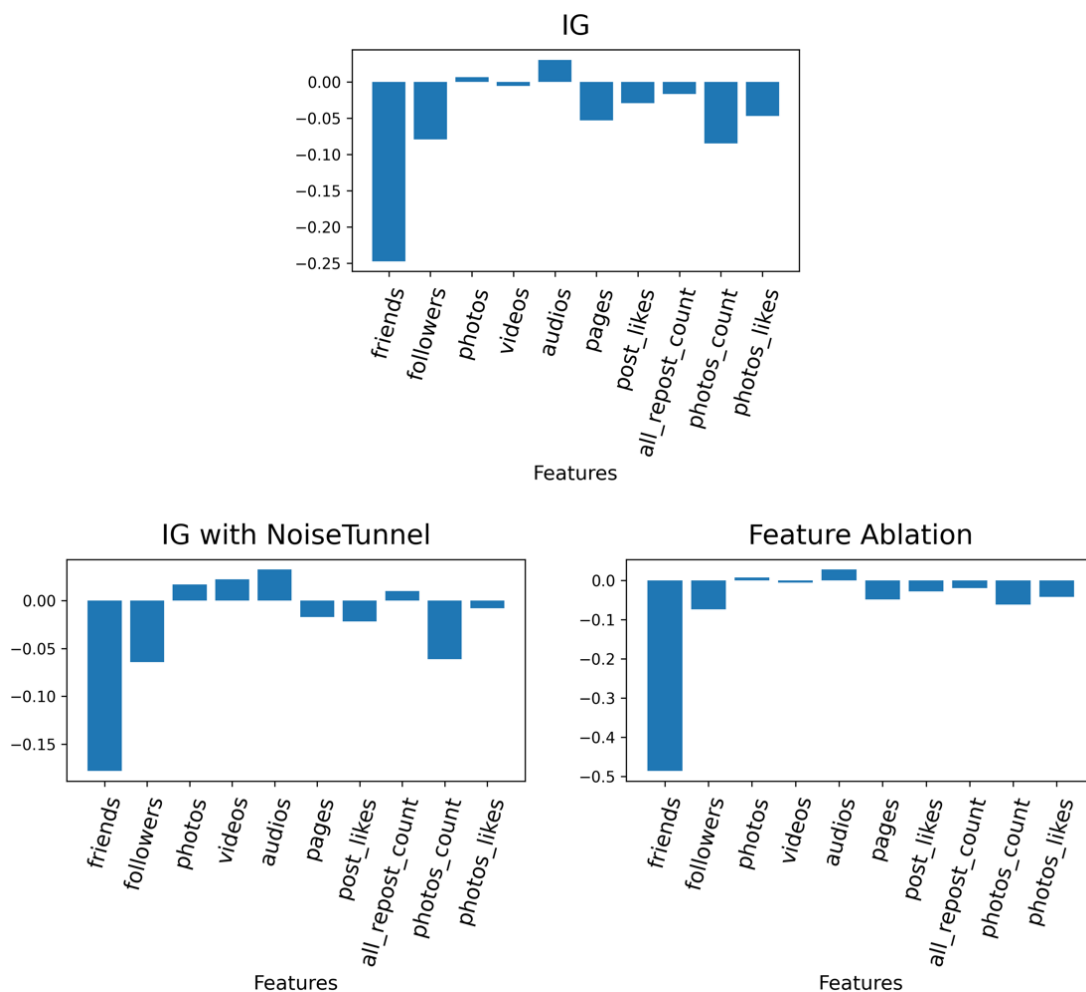 IG
0.00
−0.05
−0.10
−0.15
−0.20
−0.25
friends
followers
photos
videos
audios
pages
post_likes
all_repost_count
photos_count
photos_likes
Features
IG with NoiseTunnel
0.00
−0.05
−0.10
−0.15
friends
followers
photos
videos
audios
pages
post_likes
all_repost_count
photos_count
photos_likes
Features
Feature Ablation
0.0
−0.1
−0.2
−0.3
−0.4
−0.5
friends
followers
photos
videos
audios
pages
post_likes
all_repost_count
photos_count
photos_likes
Features